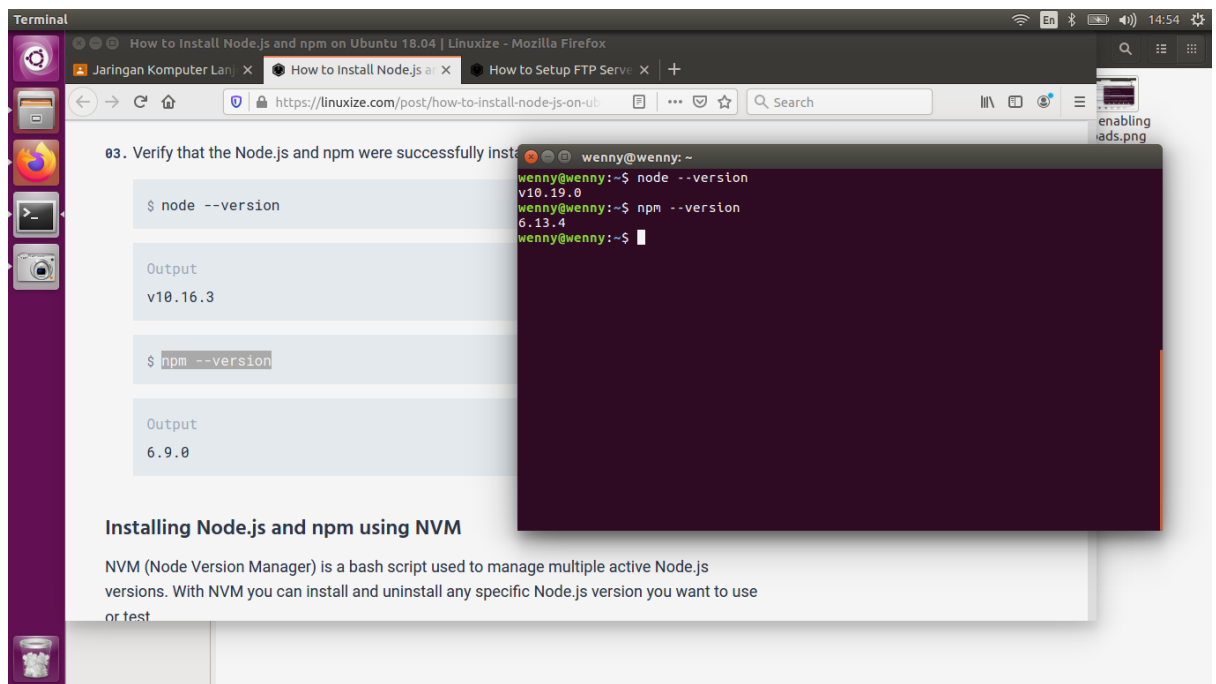 Terminal
En
14:54
How to Install Node.js and npm on Ubuntu 18.04 | Linuxize - Mozilla Firefox
Jaringan Komputer Lanj
How to Install Node.js a
How to Setup FTP Serve
https://linuxize.com/post/how-to-install-node-js-on-ub
Search
enabling
ads.png
03. Verify that the Node.js and npm were successfully insta
$ node --version
Output
v10.16.3
$ npm --version
Output
6.9.0
Installing Node.js and npm using NVM
NVM (Node Version Manager) is a bash script used to manage multiple active Node.js
versions. With NVM you can install and uninstall any specific Node.js version you want to use
or test
wenny@wenny: ~
wenny@wenny:~$ node --version
v10.19.0
wenny@wenny:~$ npm --version
6.13.4
wenny@wenny:~$